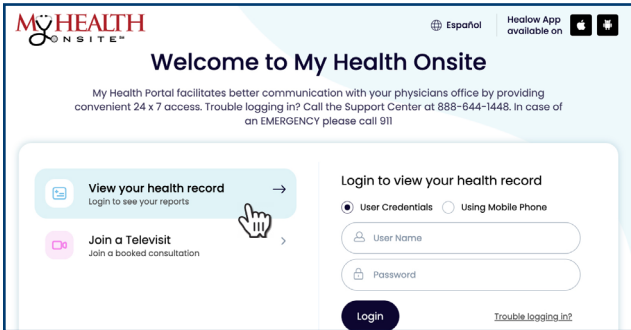 MY HEALTH
ONSITE℠
Español
Healow App
available on
Welcome to My Health Onsite
My Health Portal facilitates better communication with your physicians office by providing
convenient 24 x 7 access. Trouble logging in? Call the Support Center at 888-644-1448. In case of
an EMERGENCY please call 911
View your health record
Login to see your reports
Join a Televisit
Join a booked consultation
Login to view your health record
User Credentials
Using Mobile Phone
User Name
Password
Login
Trouble logging in?